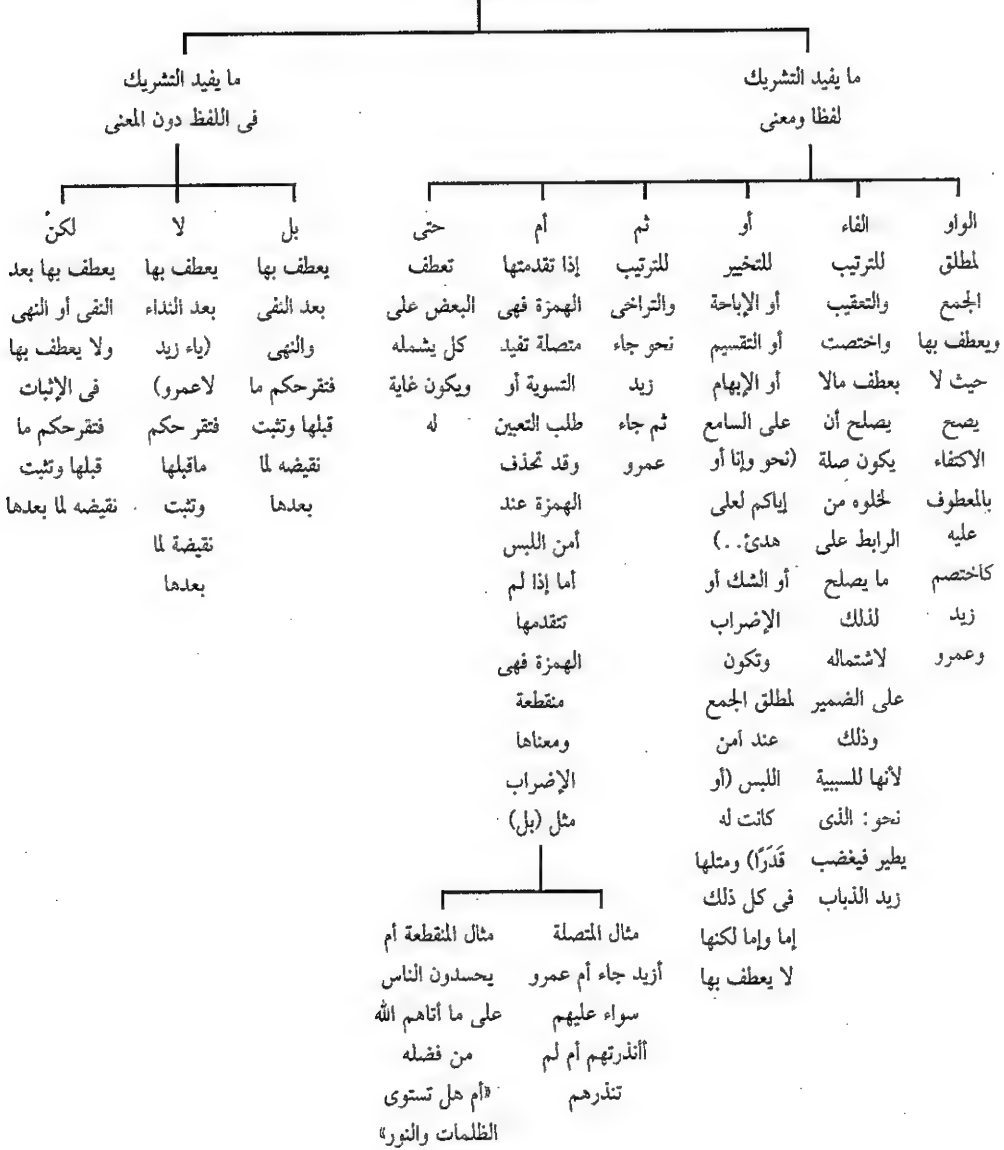 ما يفيد التشريك
لفظا ومعنى
ما يفيد التشريك
فى اللفظ دون المعنى
الواو
لمطلق
الجمع
ويعطف بها
حيث لا
يصح
الاكتفاء
بالمعطوف
عليه
كاختصم
زيد
وعمرو
الفاء
للترتيب
والتعقيب
واختصت
بعطف مالا
يصلح أن
يكون صلة
لخلوه من
الرابط على
ما يصلح
لذلك
لاشتماله
على الضمير
وذلك
لأنها للسببية
نحو: الذى
يطير فيغضب
زيد الذباب
أو
للتخيير
أو الإباحة
أو التقسيم
أو الإبهام
على السامع
(نحو وإنا أو
إياكم لعلى
هدئ..)
أو الشك أو
الإضراب
وتكون
لمطلق الجمع
عند أمن
اللبس (أو
كانت له
قَدَرًا) ومتلها
فى كل ذلك
إما وإما لكنها
لا يعطف بها
ثم
للترتيب
والتراخى
نحو جاء
زيد
ثم جاء
عمرو
أم
إذا تقدمتها
الهمزة فهى
متصلة تفيد
التسوية أو
طلب التعيين
وقد تحذف
الهمزة عند
أمن اللبس
أما إذا لم
تتقدمها
الهمزة فهى
منقطعة
ومعناها
الإضراب
مثل (بل)
مثال المتصلة
أزيد جاء أم عمرو
سواء عليهم
أأنذرتهم أم لم
تنذرهم
مثال المنقطعة أم
يحسدون الناس
على ما أتاهم الله
من فضله
«أم هل تستوى
الظلمات والنور»
حتى
تعطف
البعض على
كل يشمله
ويكون غاية
له
بل
يعطف بها
بعد النفى
والنهى
فتقرحكم ما
قبلها وتثبت
نقيضه لما
بعدها
لا
يعطف بها
بعد النداء
(ياء زيد
لاعمرو)
فتقر حكم
ماقبلها
وتثبت
نقيضة لما
بعدها
لكنْ
يعطف بها بعد
النفى أو النهى
ولا يعطف بها
فى الإثبات
فتقرحكم ما
قبلها وتثبت
نقيضه لما بعدها